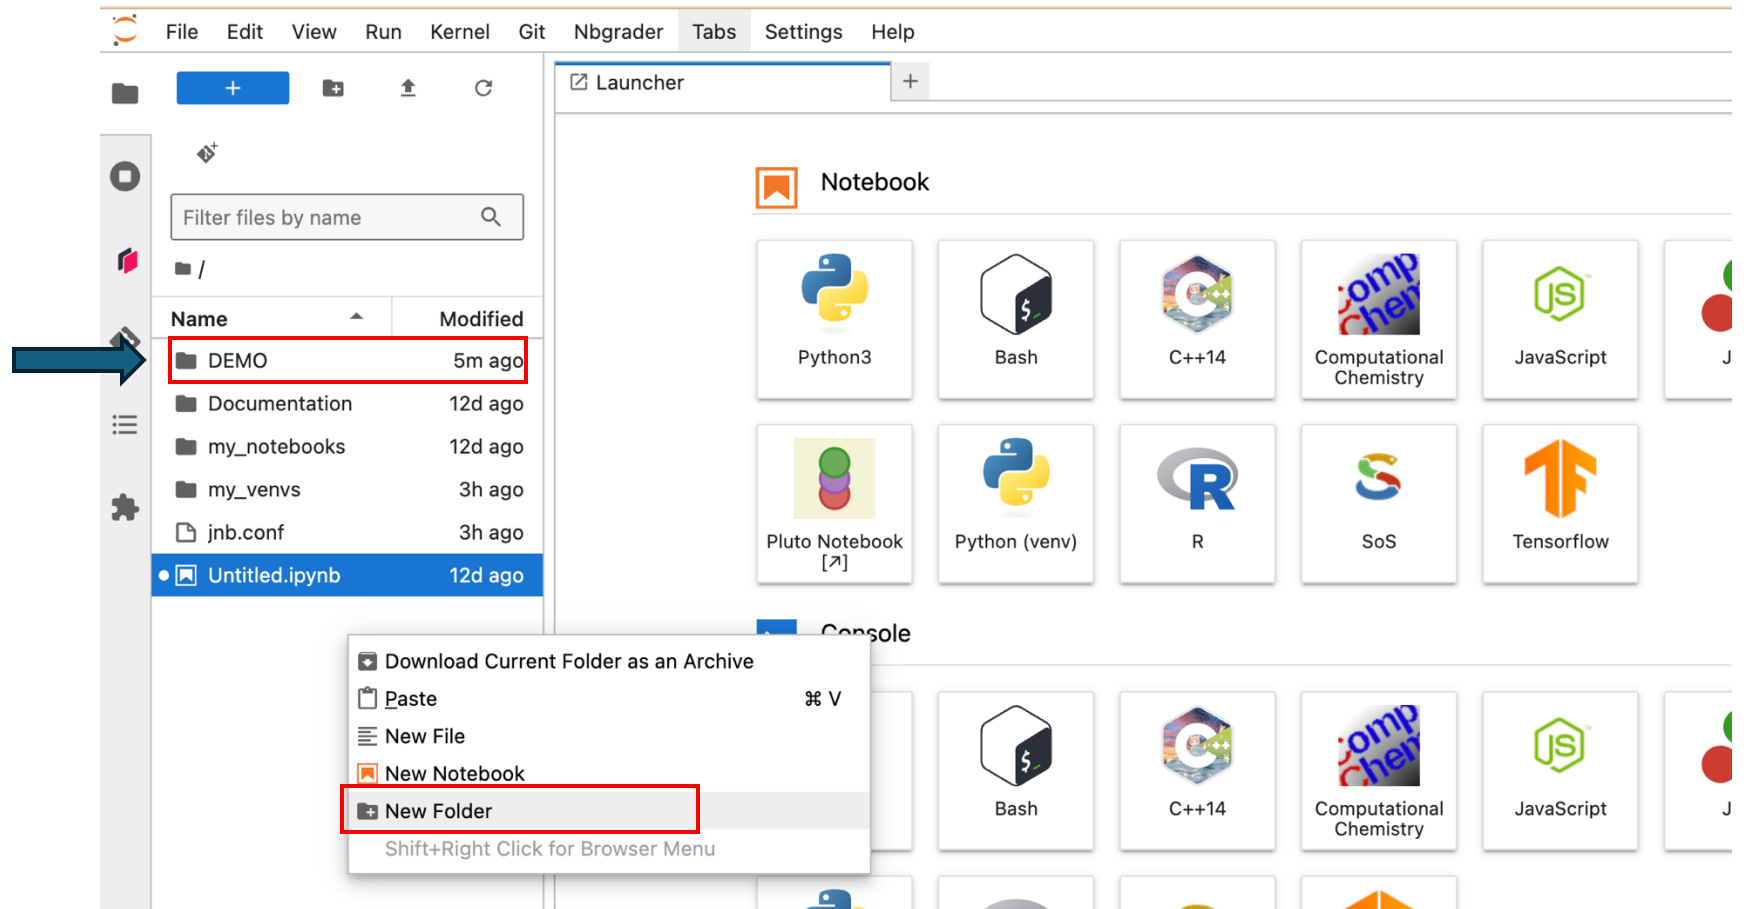 File Edit View Run Kernel Git Nbgrader Tabs Settings Help
+
Launcher
+
Filter files by name
/
Name Modified
DEMO 5m ago
Documentation 12d ago
my_notebooks 12d ago
my_venvs 3h ago
jnb.conf 3h ago
Untitled.ipynb 12d ago
Download Current Folder as an Archive
Paste ⌘ V
New File
New Notebook
New Folder
Shift+Right Click for Browser Menu
Notebook
Python3 Bash C++14 Computational JavaScript J
Chemistry
Pluto Notebook Python (venv) R SoS Tensorflow
[↗]
Console
Bash C++14 Computational JavaScript J
Chemistry